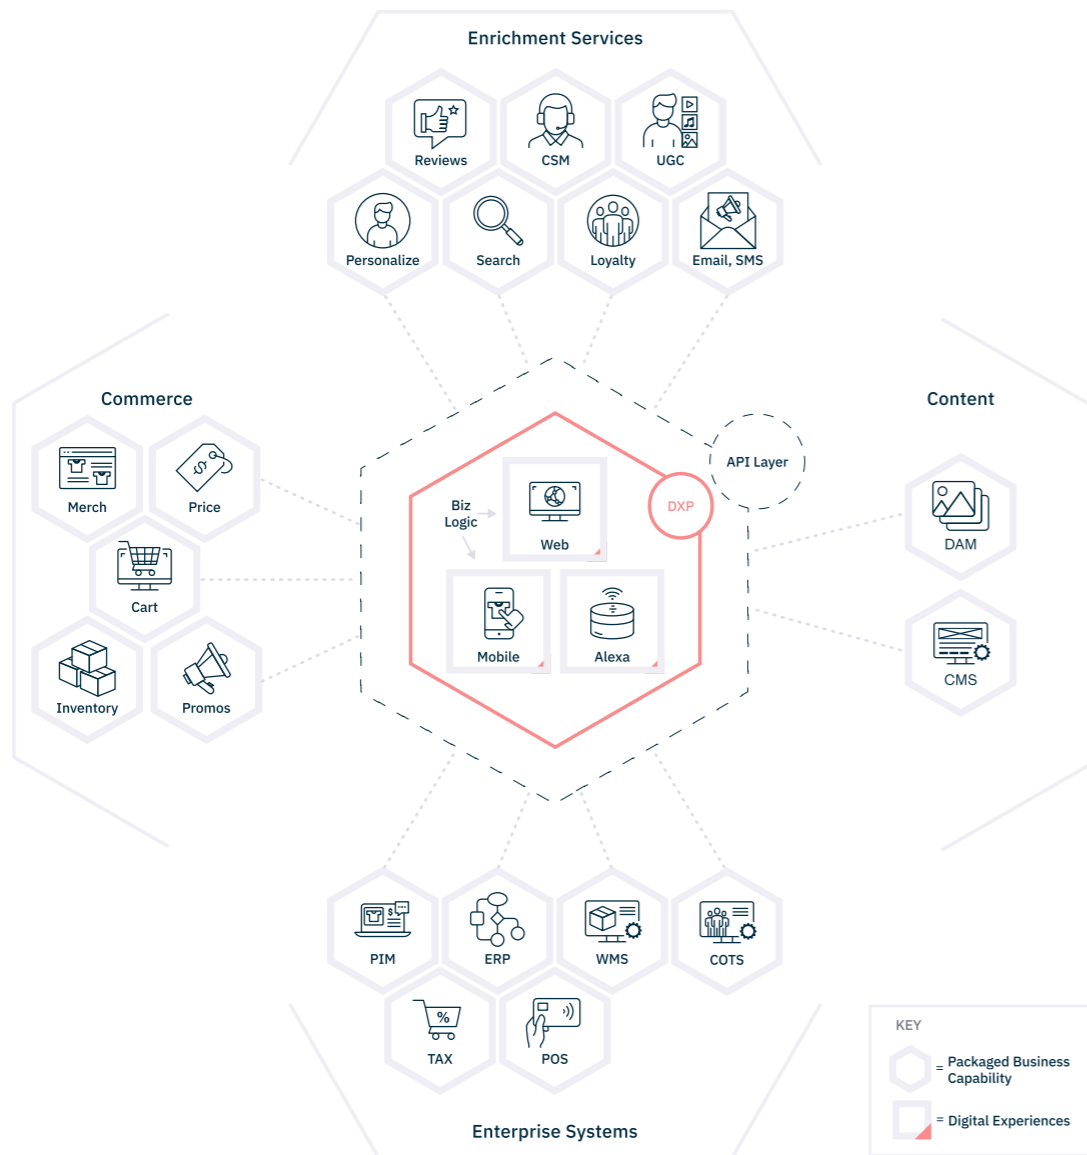 Enrichment Services
Reviews
CSM
UGC
Personalize
Search
Loyalty
Email, SMS
Commerce
Merch
Price
Cart
Inventory
Promos
Content
DAM
CMS
API Layer
DXP
Biz
Logic
Web
Mobile
Alexa
PIM
ERP
WMS
COTS
TAX
POS
Enterprise Systems
KEY
= Packaged Business
Capability
= Digital Experiences